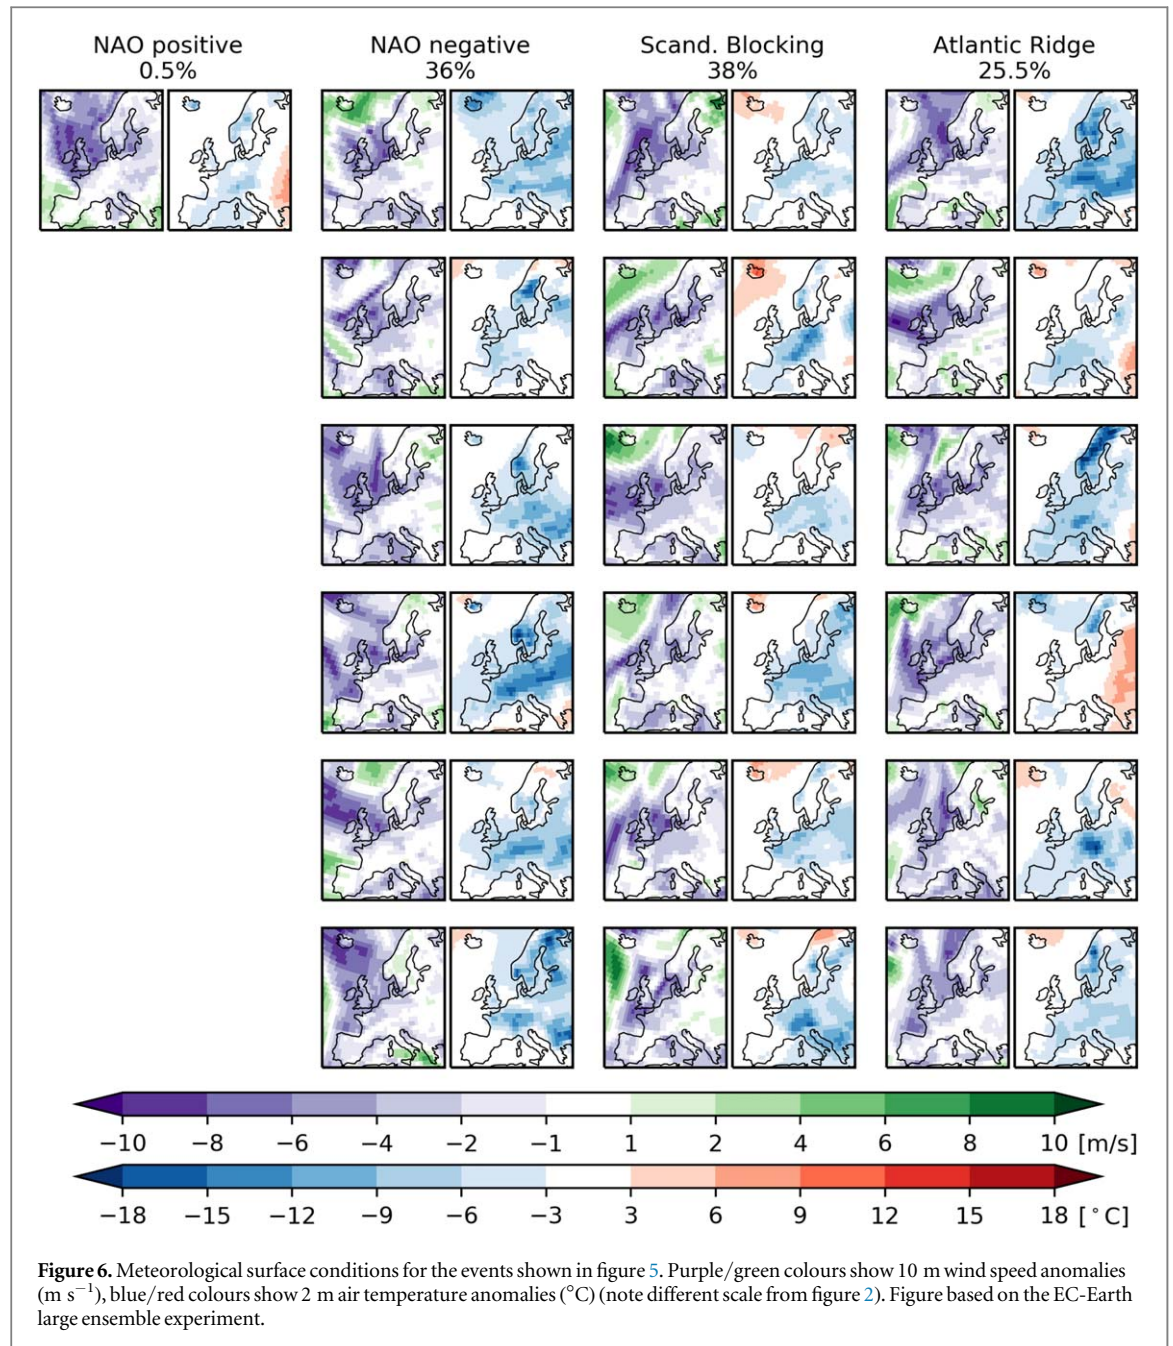 NAO positive
0.5%
NAO negative
36%
Scand. Blocking
38%
Atlantic Ridge
25.5%
−10 −8 −6 −4 −2 −1 1 2 4 6 8 10 [m/s]
−18 −15 −12 −9 −6 −3 3 6 9 12 15 18 [°C]
Figure 6. Meteorological surface conditions for the events shown in figure 5. Purple/green colours show 10 m wind speed anomalies
(m s⁻¹), blue/red colours show 2 m air temperature anomalies (°C) (note different scale from figure 2). Figure based on the EC-Earth
large ensemble experiment.